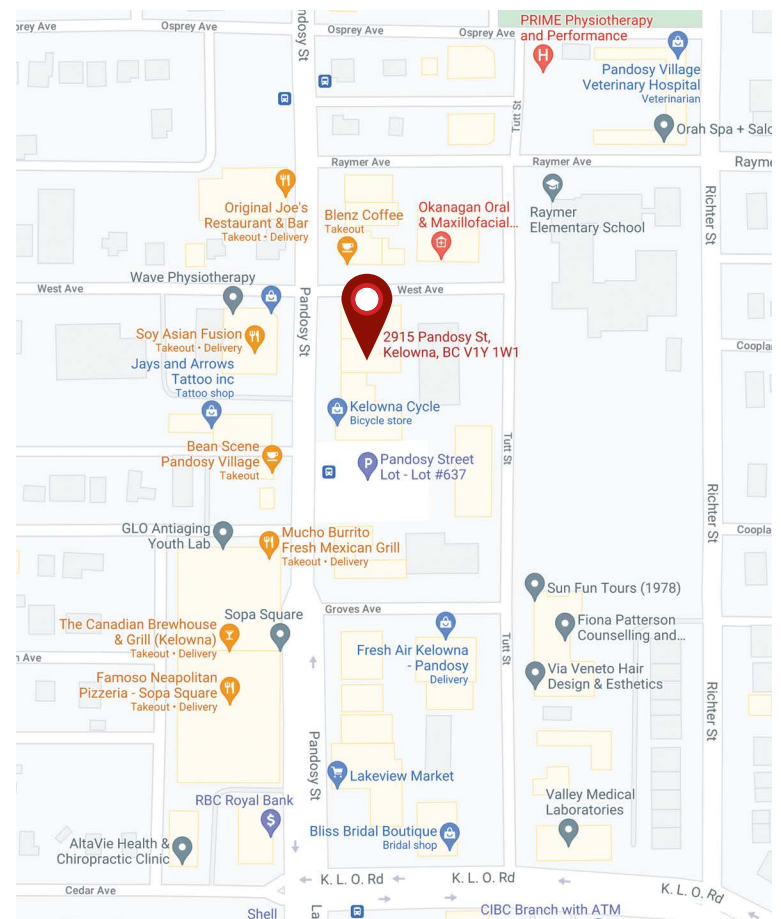 PRIME Physiotherapy
and Performance
sprey Ave
Osprey Ave
ndosy St
Osprey Ave
Osprey Ave
Pandosy Village
Veterinary Hospital
Veterinarian
Tutt St
Orah Spa + Salo
Raymer Ave
Raymer Ave
Rayme
Original Joe's
Restaurant & Bar
Takeout • Delivery
Blenz Coffee
Takeout
Okanagan Oral
& Maxillofacial...
Raymer
Elementary School
Richter St
Wave Physiotherapy
West Ave
West Ave
Pandosy St
Soy Asian Fusion
Takeout • Delivery
2915 Pandosy St,
Kelowna, BC V1Y 1W1
Cooplan
Jays and Arrows
Tattoo inc
Tattoo shop
Kelowna Cycle
Bicycle store
Bean Scene
Pandosy Village
Takeout
P
Pandosy Street
Lot - Lot #637
Tutt St
Richter St
GLO Antiaging
Youth Lab
Mucho Burrito
Fresh Mexican Grill
Takeout • Delivery
Coopla
Sun Fun Tours (1978)
Groves Ave
Sopa Square
The Canadian Brewhouse
& Grill (Kelowna)
Takeout • Delivery
Fiona Patterson
Counselling and...
Fresh Air Kelowna
- Pandosy
Delivery
Tutt St
n Ave
Famoso Neapolitan
Pizzeria - Sopa Square
Takeout • Delivery
Via Veneto Hair
Design & Esthetics
Richter St
Pandosy St
Lakeview Market
RBC Royal Bank
$
Valley Medical
Laboratories
Bliss Bridal Boutique
Bridal shop
AltaVie Health &
Chiropractic Clinic
K. L. O. Rd
K. L. O. Rd
K. L. O. Rd
Cedar Ave
Shell
La
CIBC Branch with ATM